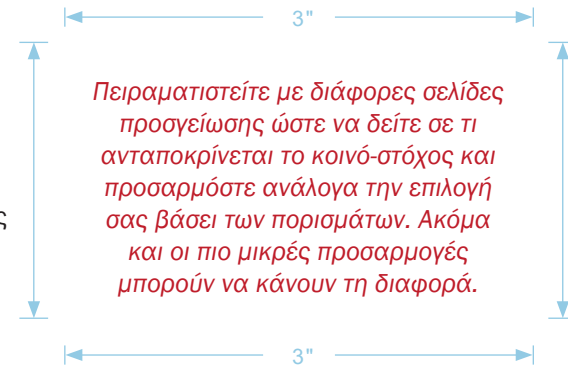 3"
Πειραματιστείτε με διάφορες σελίδες
προσγείωσης ώστε να δείτε σε τι
ανταποκρίνεται το κοινό-στόχος και
προσαρμόστε ανάλογα την επιλογή
ς
σας βάσει των πορισμάτων. Ακόμα
και οι πιο μικρές προσαρμογές
μπορούν να κάνουν τη διαφορά.
3"